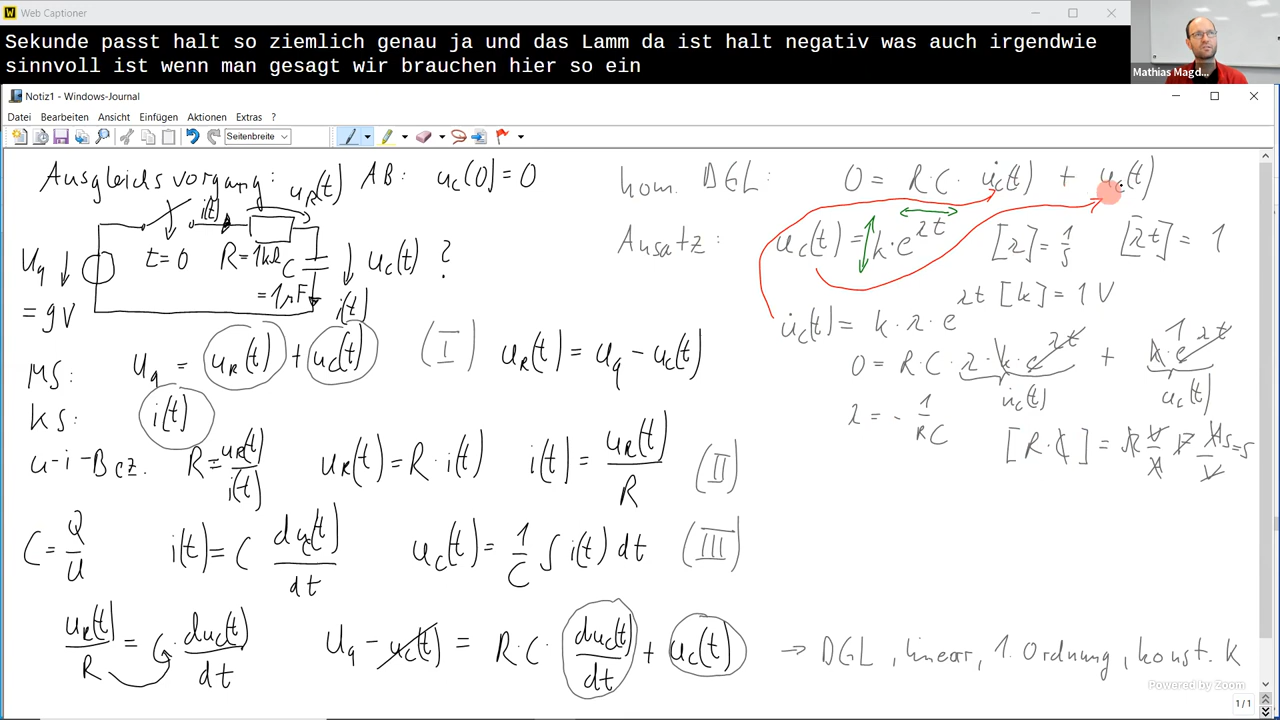 Web Captioner
Sekunde passt halt so ziemlich genau ja und das Lamm da ist halt negativ was auch irgendwie
sinnvoll ist wenn man gesagt wir brauchen hier so ein
Mathias Magd...
Notiz1 - Windows-Journal
Datei Bearbeiten Ansicht Einfügen Aktionen Extras ?
Seitenbreite
Ausgleichsvorgang: AB: u_C(0) = 0
u_R(t)
i(t)
U_q t=0 R=1kΩ C u_C(t) ?
= 1µF
= 9V i(t)
MS: U_q = u_R(t) + u_C(t) (I) u_R(t) = U_q - u_C(t)
KS: i(t)
u-i-Bez. R = u_R(t)/i(t) u_R(t) = R · i(t) i(t) = u_R(t)/R (II)
C = Q/U i(t) = C du_C(t)/dt u_C(t) = 1/C ∫ i(t) dt (III)
u_R(t)/R = C · du_C(t)/dt U_q - u_C(t) = R·C· du_C(t)/dt + u_C(t) → DGL, linear, 1. Ordnung, konst. K
hom. DGL: 0 = R·C · u̇_C(t) + u_C(t)
Ansatz: u_C(t) = k·e^λt [λ] = 1/s [λt] = 1
[k] = 1V
u̇_C(t) = k · λ · e^λt
0 = R·C · λ · k · e^λt + k · e^λt
1
u̇_C(t) u_C(t)
λ = - 1/RC
[R·C] = V/A As/V = s
Powered by Zoom
1/1